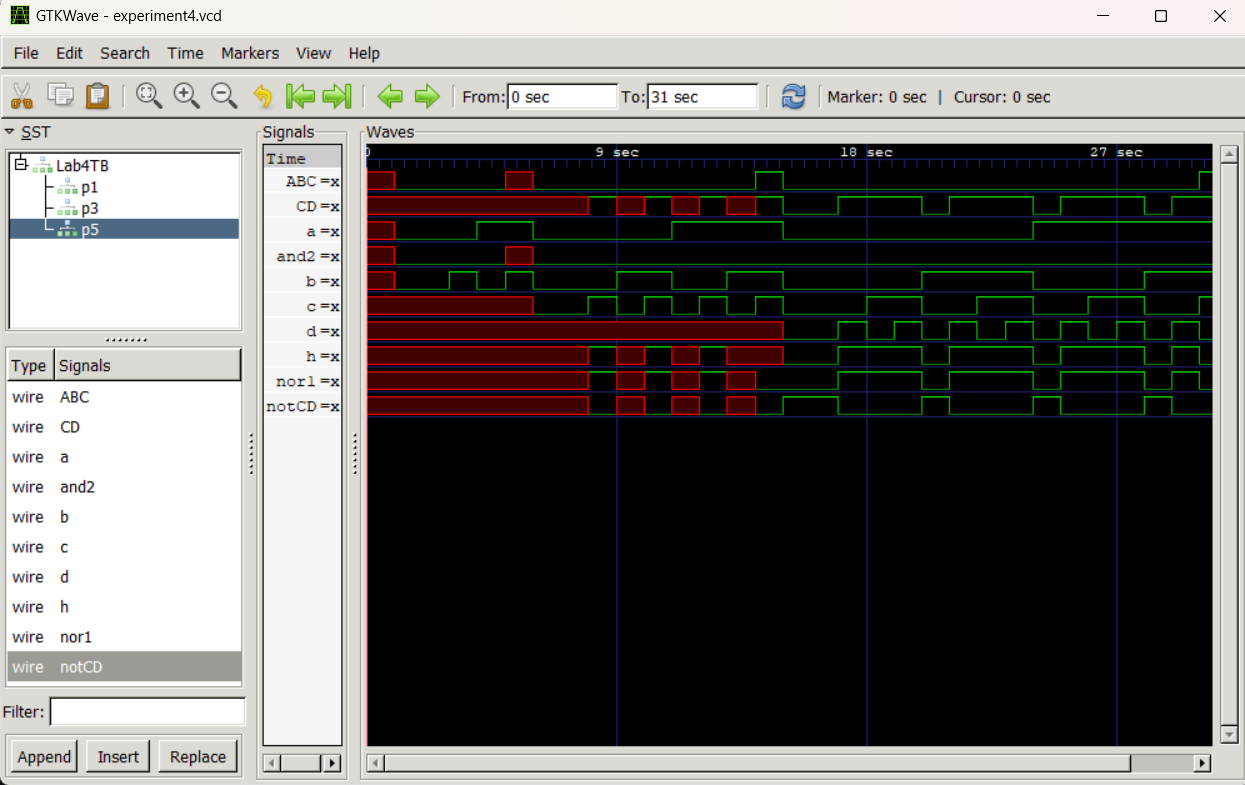 GTKWave - experiment4.vcd
File Edit Search Time Markers View Help
From: 0 sec To: 31 sec Marker: 0 sec | Cursor: 0 sec
SST
Lab4TB
p1
p3
p5
Type Signals
wire ABC
wire CD
wire a
wire and2
wire b
wire c
wire d
wire h
wire nor1
wire notCD
Filter:
Append Insert Replace
Signals
Time
ABC =x
CD =x
a =x
and2 =x
b =x
c =x
d =x
h =x
nor1 =x
notCD =x
Waves
0 9 sec 18 sec 27 sec